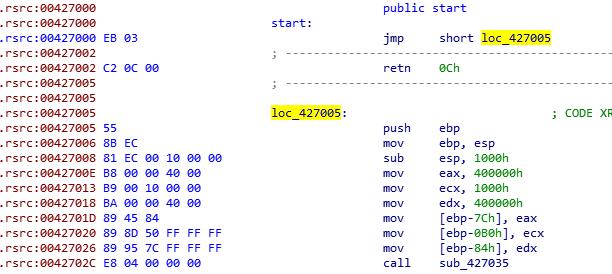 .rsrc:00427000 public start
.rsrc:00427000 start:
.rsrc:00427000 EB 03 jmp short loc_427005
.rsrc:00427002 ; ---------------------------------------------------
.rsrc:00427002 C2 0C 00 retn 0Ch
.rsrc:00427005 ; ---------------------------------------------------
.rsrc:00427005
.rsrc:00427005 loc_427005: ; CODE XR
.rsrc:00427005 55 push ebp
.rsrc:00427006 8B EC mov ebp, esp
.rsrc:00427008 81 EC 00 10 00 00 sub esp, 1000h
.rsrc:0042700E B8 00 00 40 00 mov eax, 400000h
.rsrc:00427013 B9 00 10 00 00 mov ecx, 1000h
.rsrc:00427018 BA 00 00 40 00 mov edx, 400000h
.rsrc:0042701D 89 45 84 mov [ebp-7Ch], eax
.rsrc:00427020 89 8D 50 FF FF FF mov [ebp-0B0h], ecx
.rsrc:00427026 89 95 7C FF FF FF mov [ebp-84h], edx
.rsrc:0042702C E8 04 00 00 00 call sub_427035